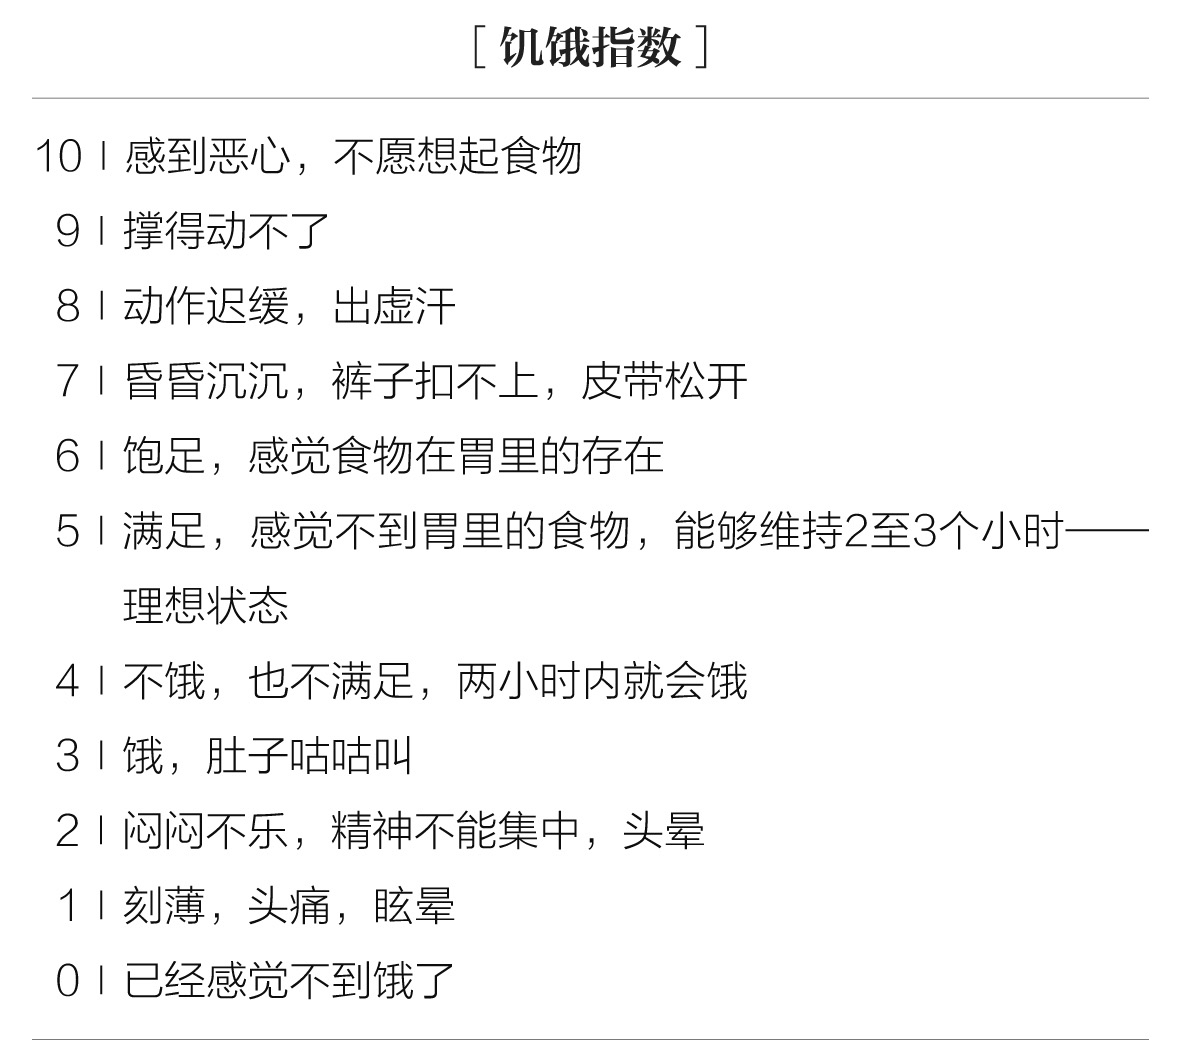 ［饥饿指数］
10 | 感到恶心，不愿想起食物
9 | 撑得动不了
8 | 动作迟缓，出虚汗
7 | 昏昏沉沉，裤子扣不上，皮带松开
6 | 饱足，感觉食物在胃里的存在
5 | 满足，感觉不到胃里的食物，能够维持2至3个小时——
理想状态
4 | 不饿，也不满足，两小时内就会饿
3 | 饿，肚子咕咕叫
2 | 闷闷不乐，精神不能集中，头晕
1 | 刻薄，头痛，眩晕
0 | 已经感觉不到饿了